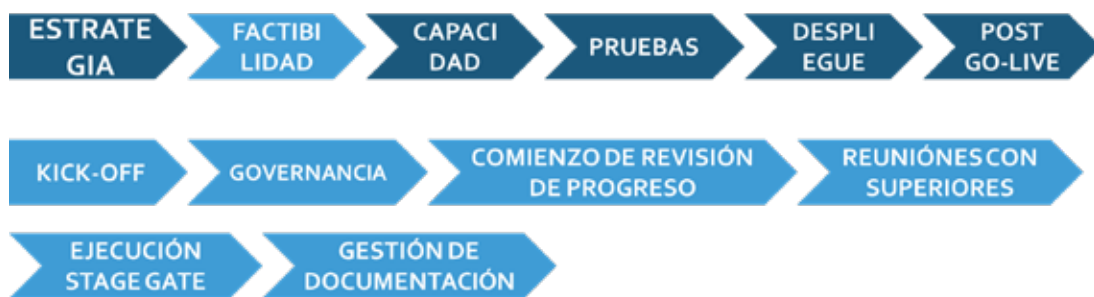 ESTRATE
GIA
FACTIBI
LIDAD
CAPACI
DAD
PRUEBAS
DESPLI
EGUE
POST
GO-LIVE
KICK-OFF
GOVERNANCIA
COMIENZO DE REVISIÓN
DE PROGRESO
REUNIÓNES CON
SUPERIORES
EJECUCIÓN
STAGE GATE
GESTIÓN DE
DOCUMENTACIÓN